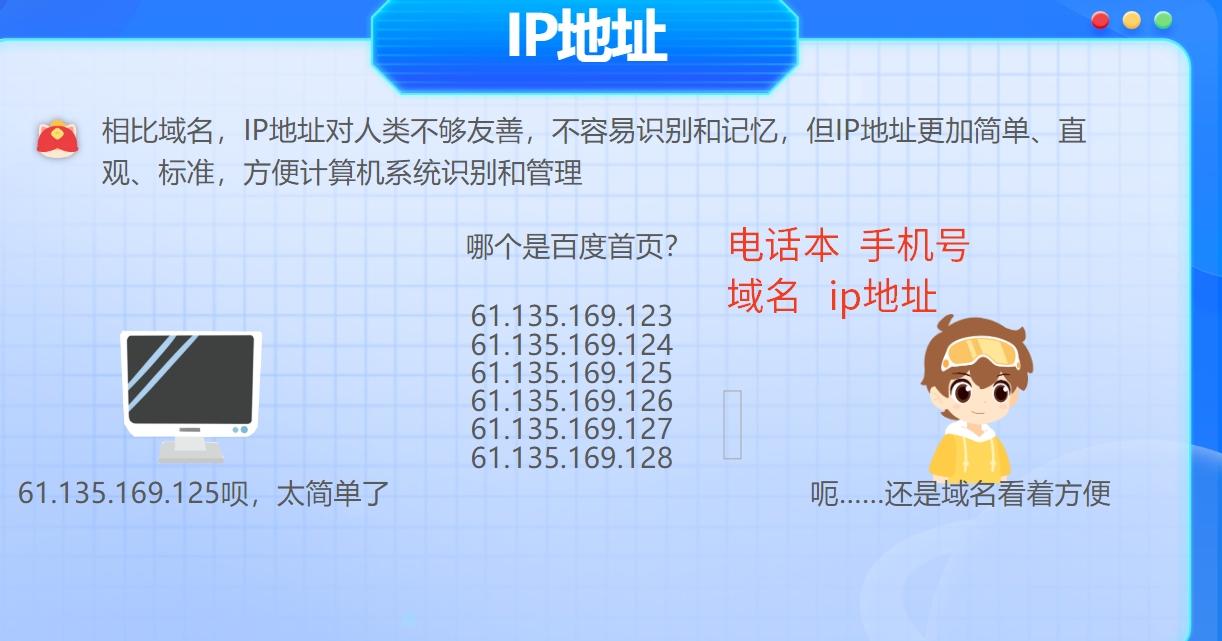 IP地址
相比域名，IP地址对人类不够友善，不容易识别和记忆，但IP地址更加简单、直
观、标准，方便计算机系统识别和管理
哪个是百度首页？
电话本 手机号
域名 ip地址
61.135.169.123
61.135.169.124
61.135.169.125
61.135.169.126
61.135.169.127
61.135.169.128
61.135.169.125呗，太简单了
呃……还是域名看着方便